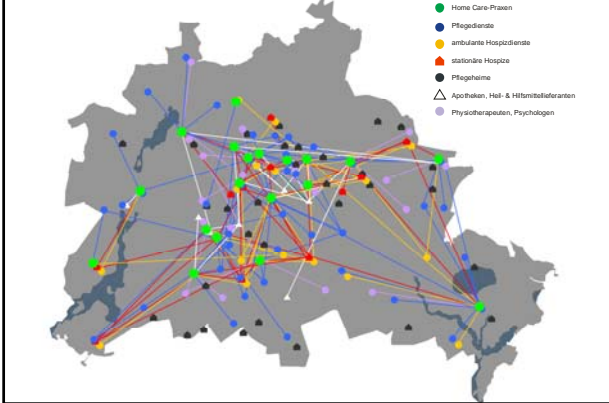 Home Care-Praxen
Pflegedienste
ambulante Hospizdienste
stationäre Hospize
Pflegeheime
Apotheken, Heil- & Hilfsmittellieferanten
Physiotherapeuten, Psychologen